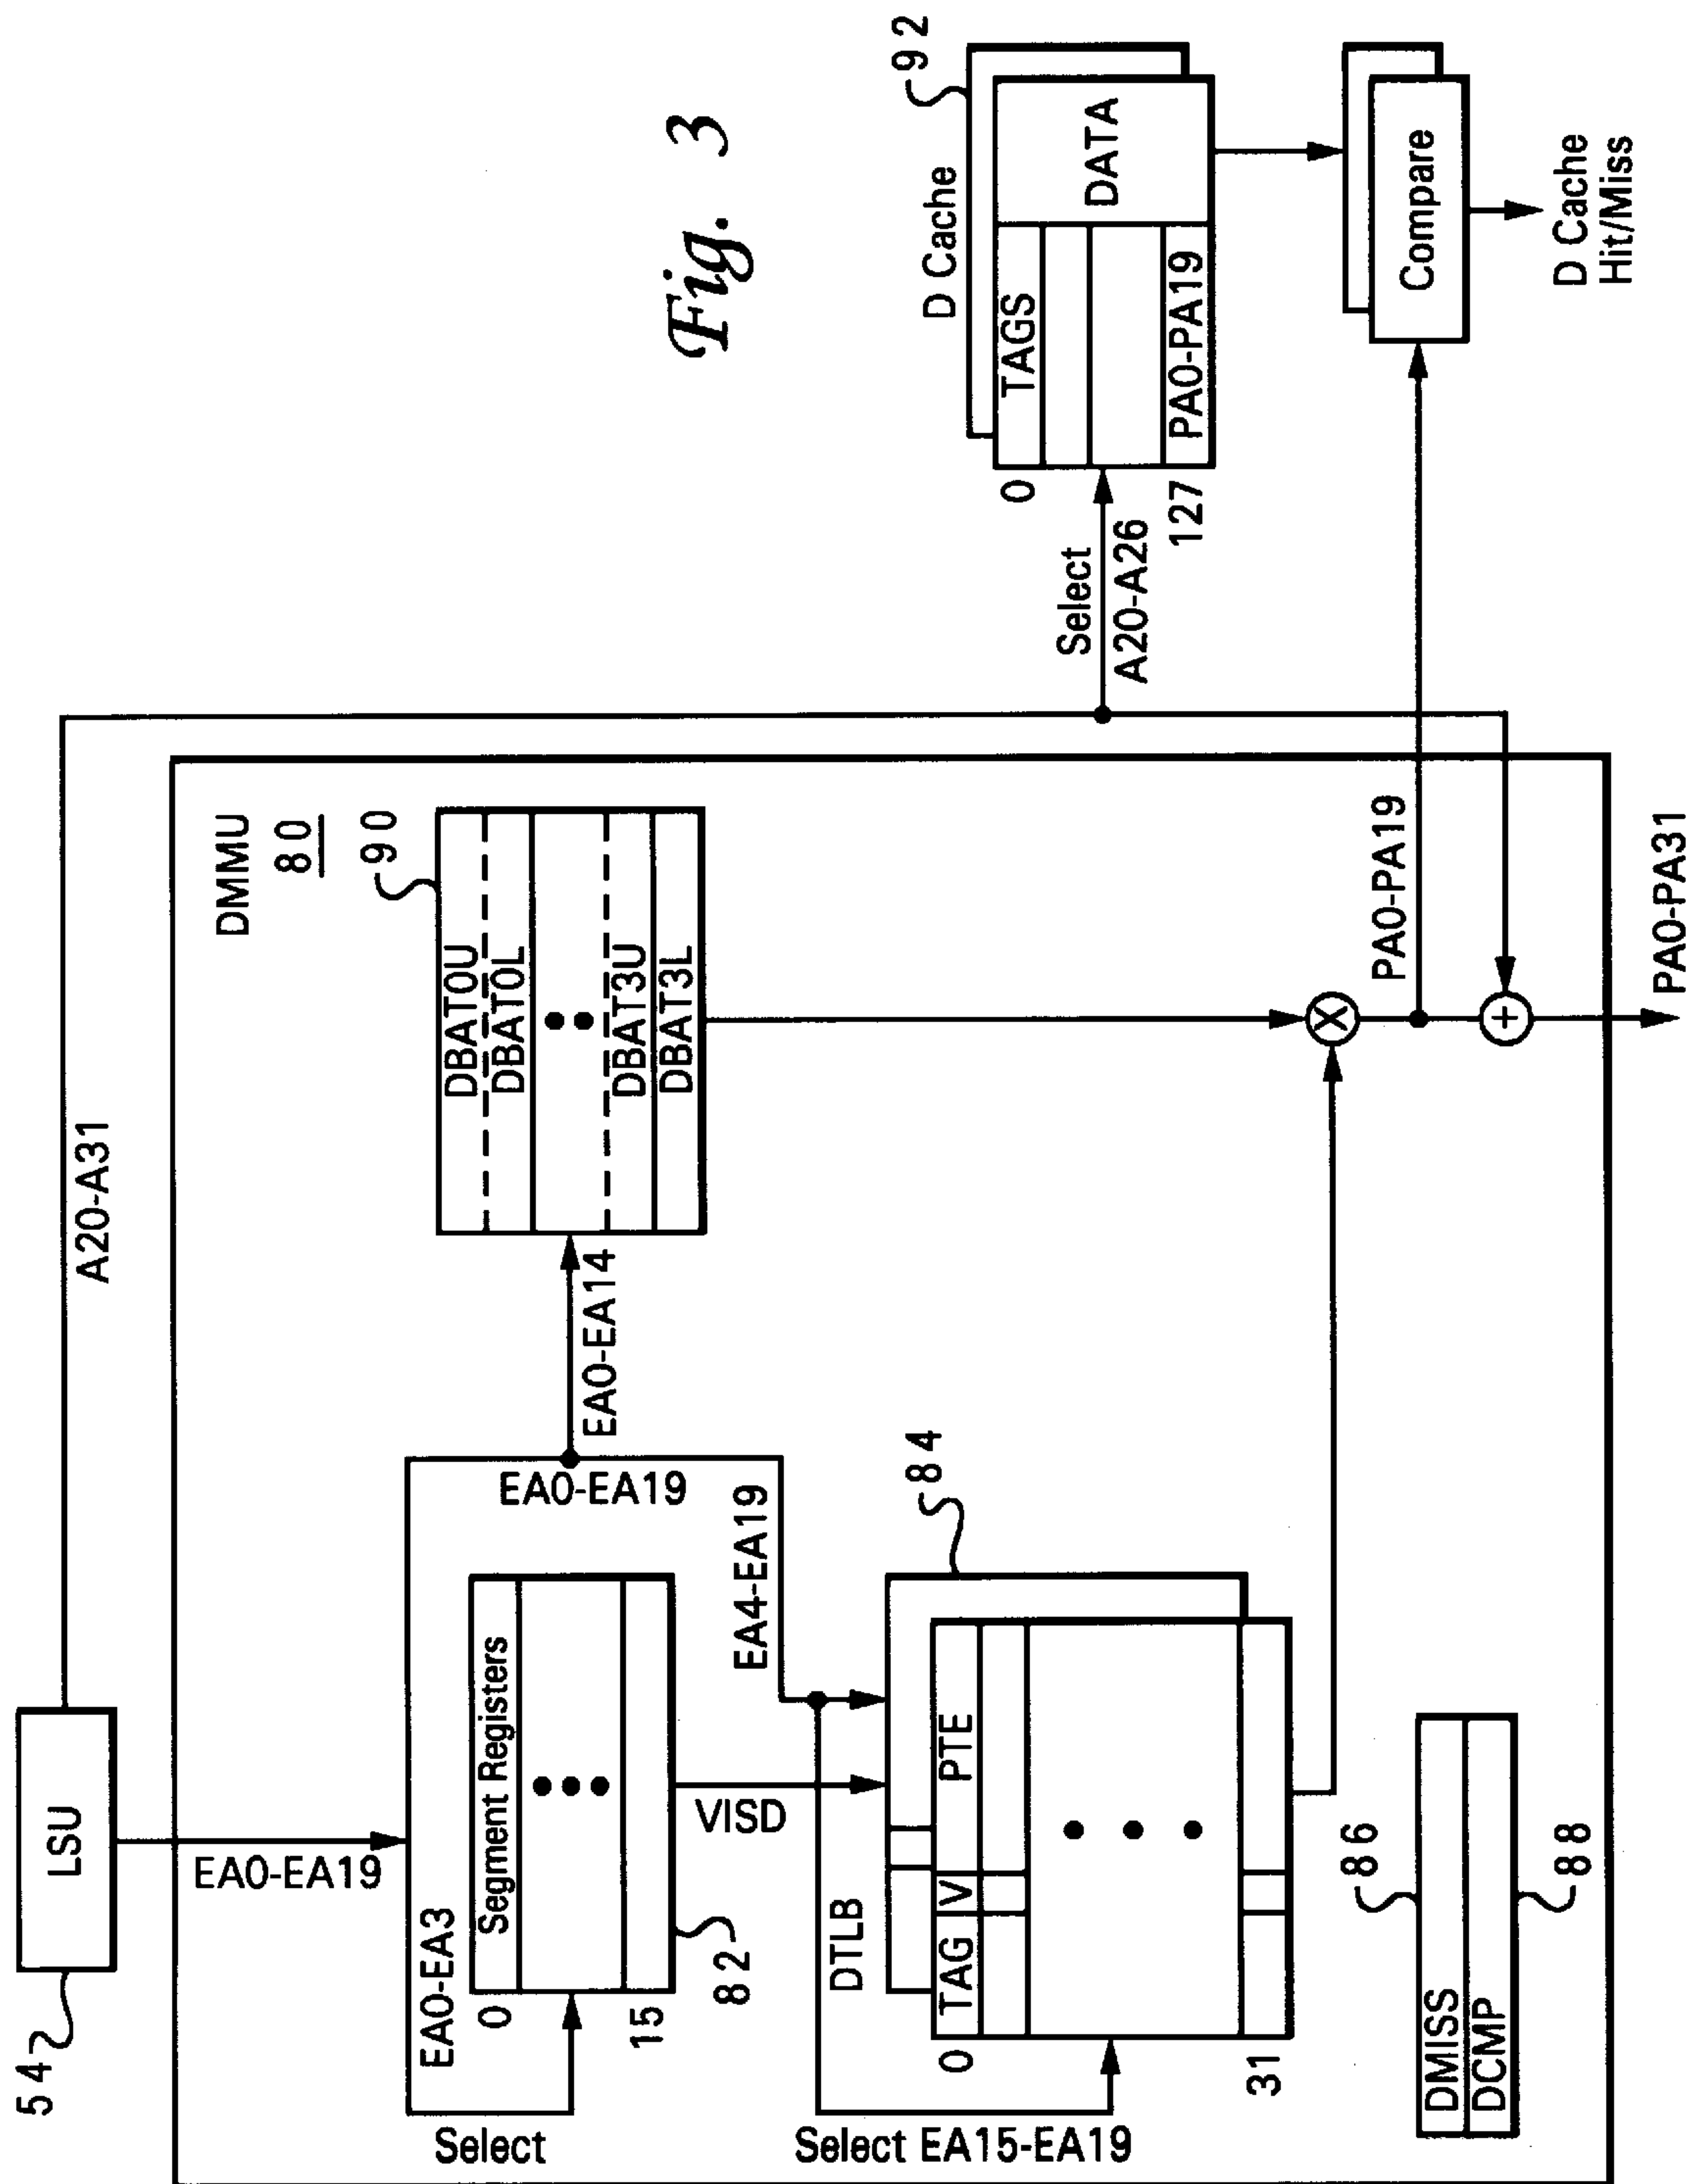 54
LSU
A20-A31
EA0-EA19
DMMU
80
EA0-EA3
Select
0
Segment Registers
15
82
EA0-EA19
EA0-EA14
DBAT0U
DBAT0L
DBAT3U
DBAT3L
90
VISD
EA4-EA19
DTLB
84
0
TAG
V
PTE
31
Select EA15-EA19
DMISS
DCMP
86
88
PA0-PA19
PA0-PA31
Select
A20-A26
D Cache
92
0
TAGS
DATA
127
PA0-PA19
Compare
D Cache
Hit/Miss
Fig. 3